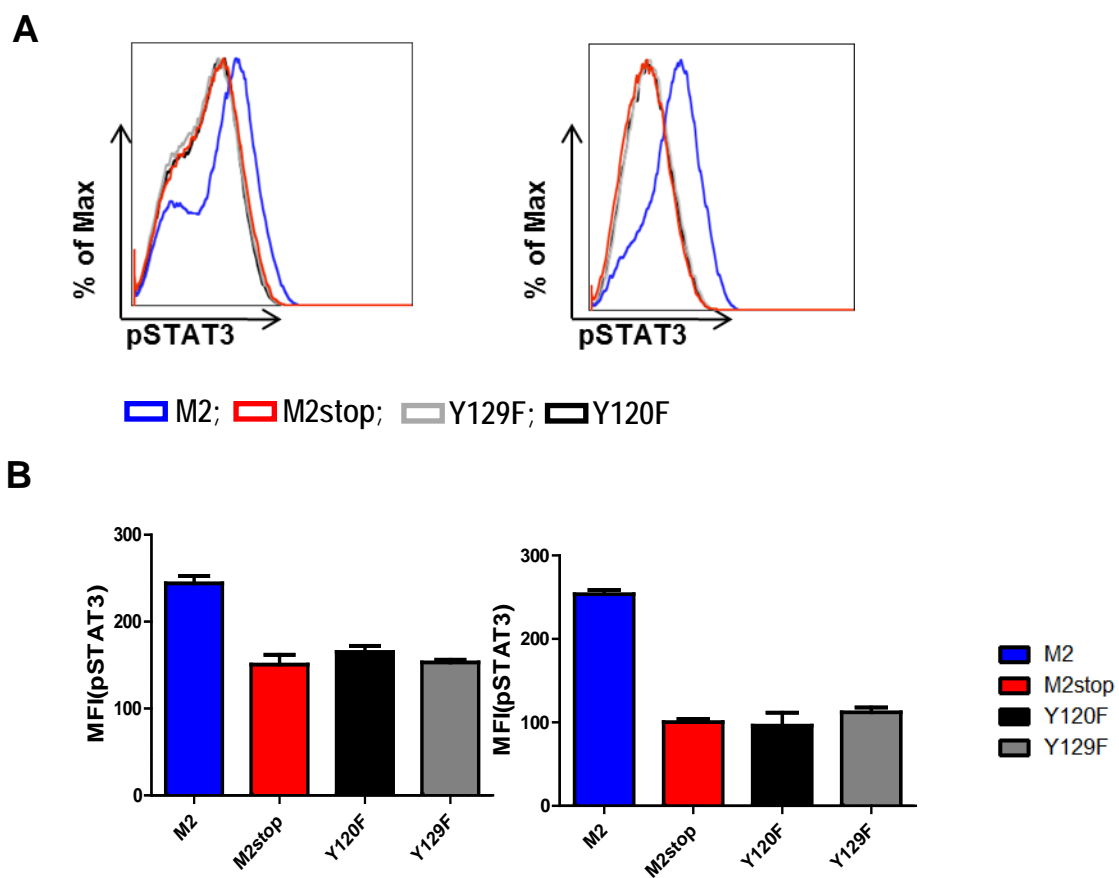 A
% of Max
pSTAT3
% of Max
pSTAT3
M2; M2stop; Y129F; Y120F
B
MFI(pSTAT3)
300
200
100
0
M2
M2stop
Y120F
Y129F
MFI(pSTAT3)
300
200
100
0
M2
M2stop
Y120F
Y129F
M2
M2stop
Y120F
Y129F